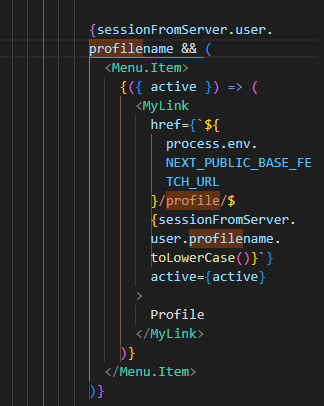 {sessionFromServer.user.
profilename && (
<Menu.Item>
{({ active }) => (
<MyLink
href={`${
process.env.
NEXT_PUBLIC_BASE_FE
TCH_URL
}/profile/$
{sessionFromServer.
user.profilename.
toLowerCase()}`}
active={active}
>
Profile
</MyLink>
)}
</Menu.Item>
)}